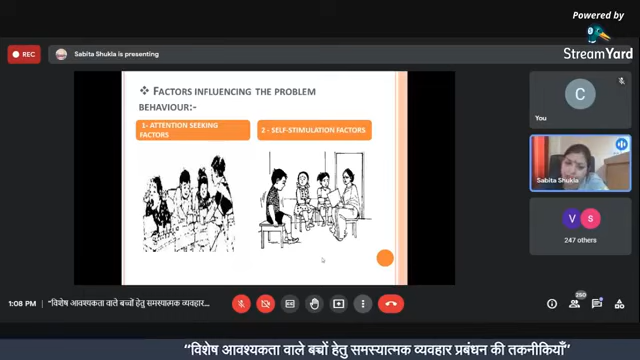 Powered by
StreamYard
REC
Sabita Shukla is presenting
❖ FACTORS INFLUENCING THE PROBLEM
BEHAVIOUR:-
1- ATTENTION SEEKING
FACTORS
2 - SELF-STIMULATION FACTORS
C
You
Sabita Shukla
V S
247 others
1:08 PM
"विशेष आवश्यकता वाले बच्चों हेतु समस्यात्मक व्यवहार...
250
“विशेष आवश्यकता वाले बच्चों हेतु समस्यात्मक व्यवहार प्रबंधन की तकनीकियाँ”